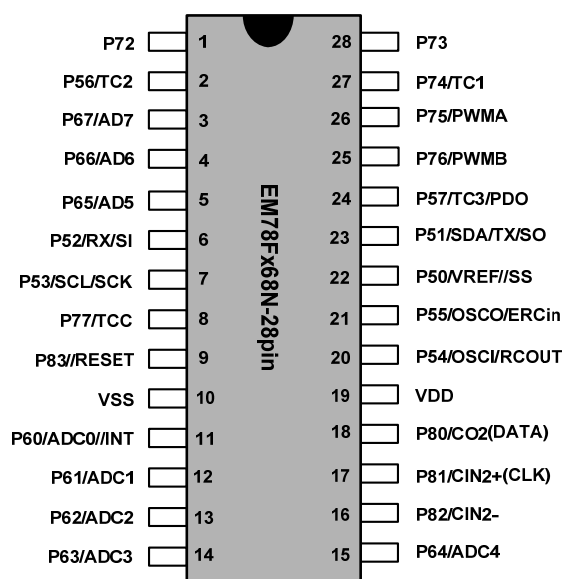 P72 1 28 P73
P56/TC2 2 27 P74/TC1
P67/AD7 3 26 P75/PWMA
P66/AD6 4 25 P76/PWMB
P65/AD5 5 24 P57/TC3/PDO
P52/RX/SI 6 23 P51/SDA/TX/SO
P53/SCL/SCK 7 22 P50/VREF//SS
P77/TCC 8 21 P55/OSCO/ERCin
P83//RESET 9 20 P54/OSCI/RCOUT
VSS 10 19 VDD
P60/ADC0//INT 11 18 P80/CO2(DATA)
P61/ADC1 12 17 P81/CIN2+(CLK)
P62/ADC2 13 16 P82/CIN2-
P63/ADC3 14 15 P64/ADC4
EM78Fx68N-28pin